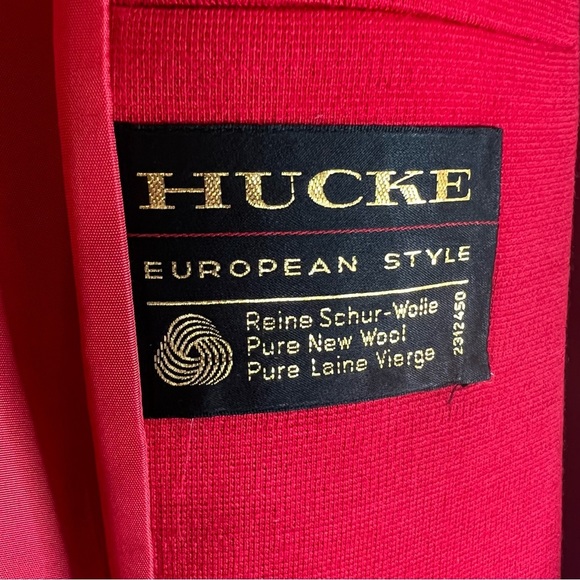 HUCKE
EUROPEAN STYLE
Reine Schur-Wolle
Pure New Wool
Pure Laine Vierge
2312450